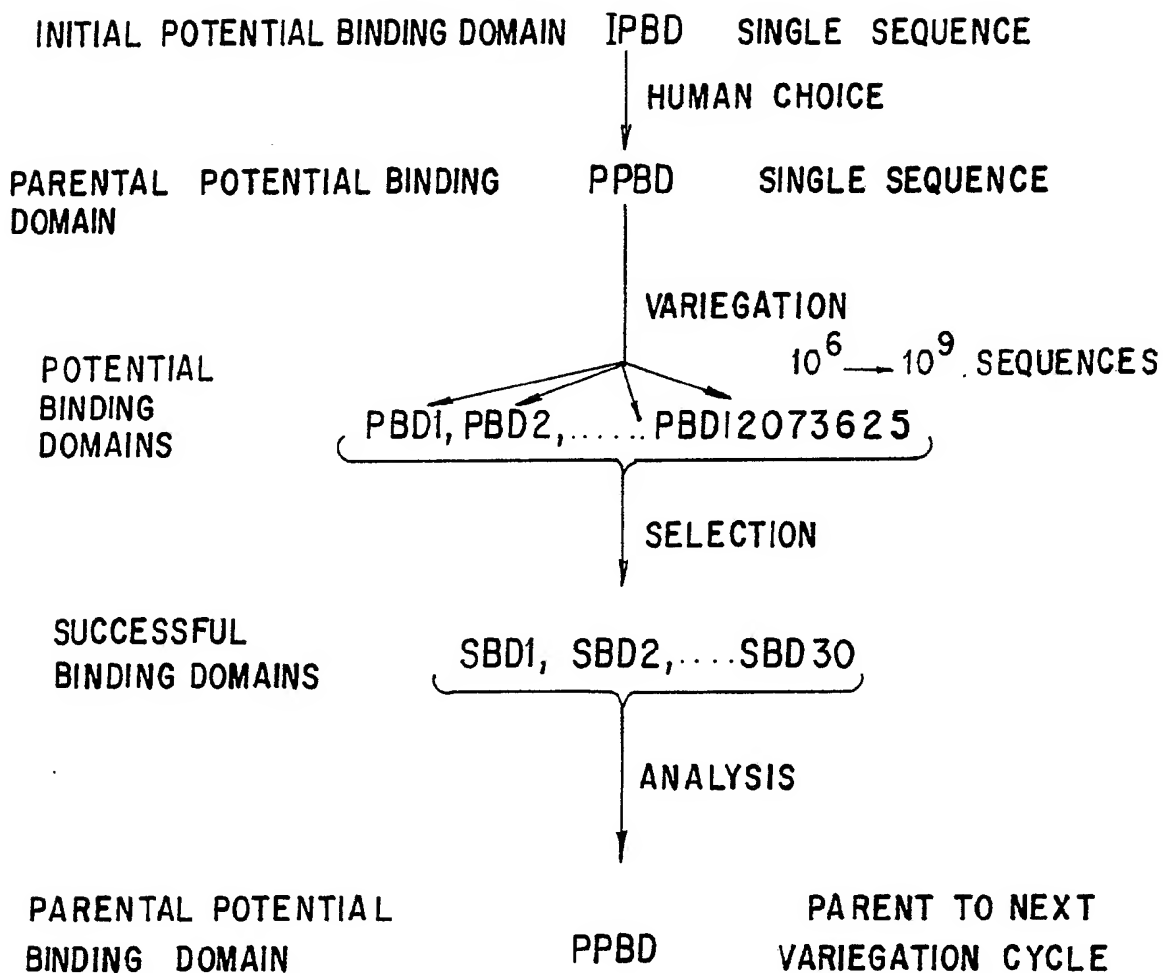 INITIAL POTENTIAL BINDING DOMAIN IPBD SINGLE SEQUENCE
HUMAN CHOICE
PARENTAL POTENTIAL BINDING PPBD SINGLE SEQUENCE
DOMAIN
VARIEGATION
10^6 → 10^9 SEQUENCES
POTENTIAL
BINDING
DOMAINS
PBD1, PBD2,...... PBD12073625
SELECTION
SUCCESSFUL
BINDING DOMAINS
SBD1, SBD2,....SBD30
ANALYSIS
PARENTAL POTENTIAL
BINDING DOMAIN
PPBD
PARENT TO NEXT
VARIEGATION CYCLE